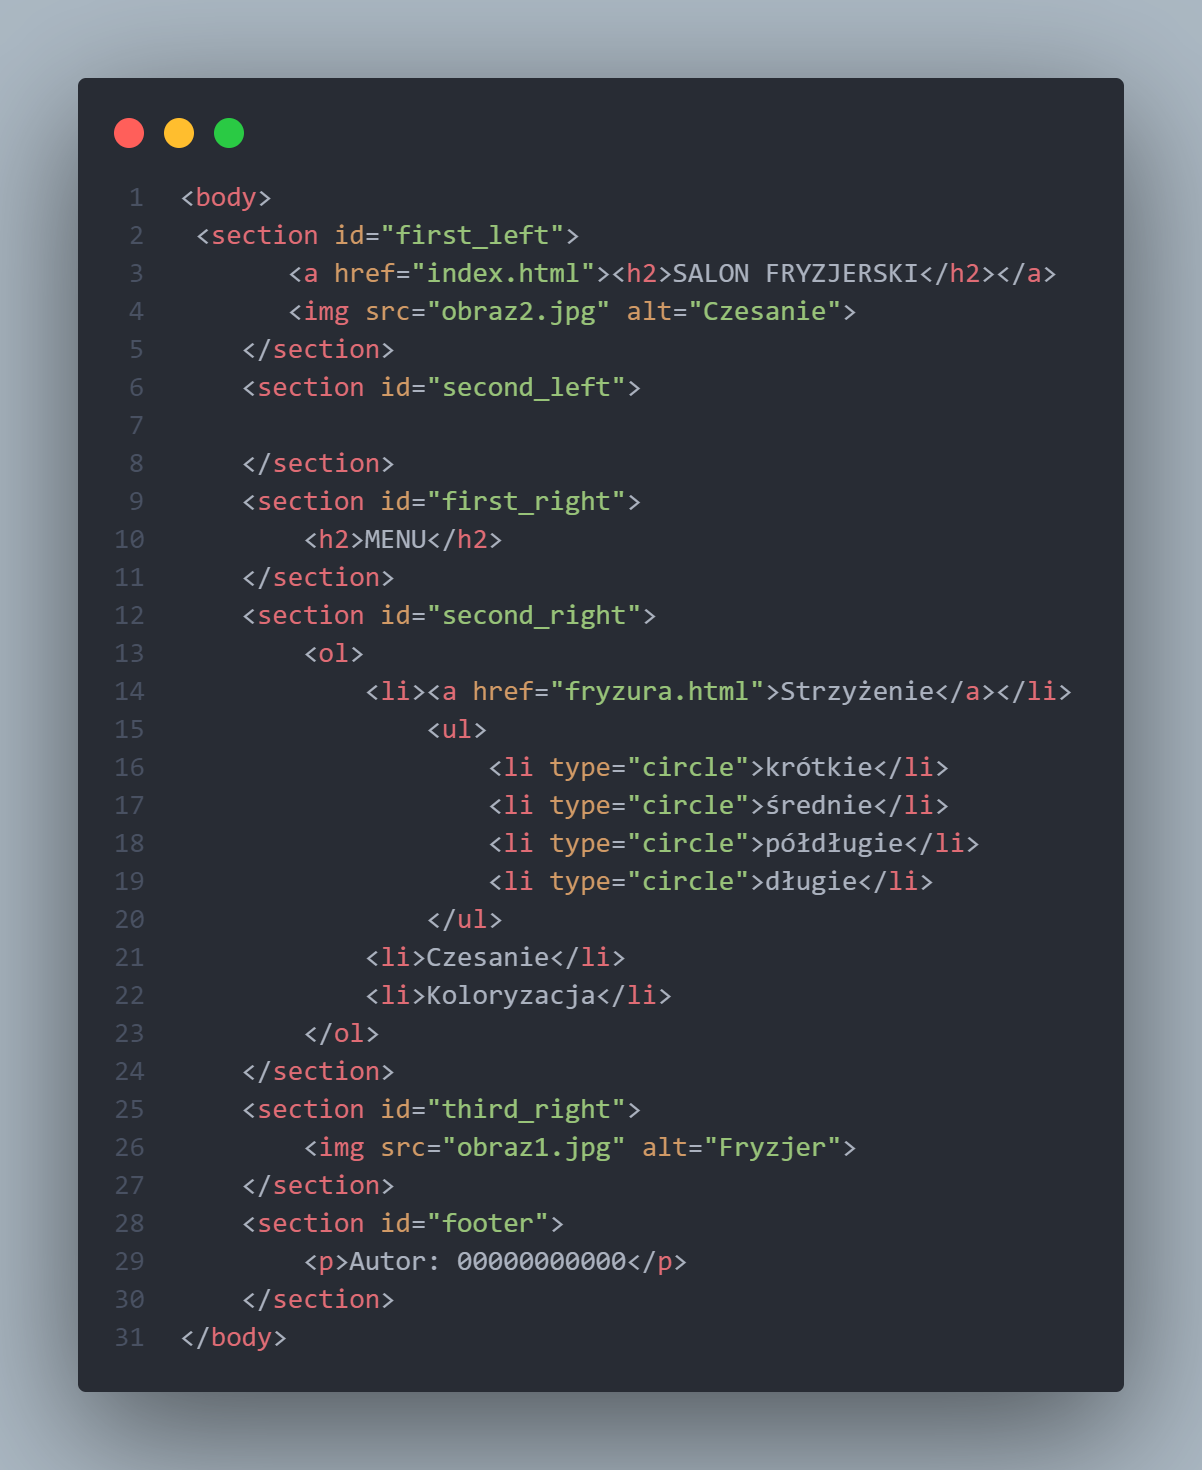 1 <body>
2  <section id="first_left">
3        <a href="index.html"><h2>SALON FRYZJERSKI</h2></a>
4        <img src="obraz2.jpg" alt="Czesanie">
5     </section>
6     <section id="second_left">
7
8     </section>
9     <section id="first_right">
10         <h2>MENU</h2>
11     </section>
12     <section id="second_right">
13         <ol>
14             <li><a href="fryzura.html">Strzyżenie</a></li>
15                 <ul>
16                     <li type="circle">krótkie</li>
17                     <li type="circle">średnie</li>
18                     <li type="circle">półdługie</li>
19                     <li type="circle">długie</li>
20                 </ul>
21             <li>Czesanie</li>
22             <li>Koloryzacja</li>
23         </ol>
24     </section>
25     <section id="third_right">
26         <img src="obraz1.jpg" alt="Fryzjer">
27     </section>
28     <section id="footer">
29         <p>Autor: 00000000000</p>
30     </section>
31 </body>